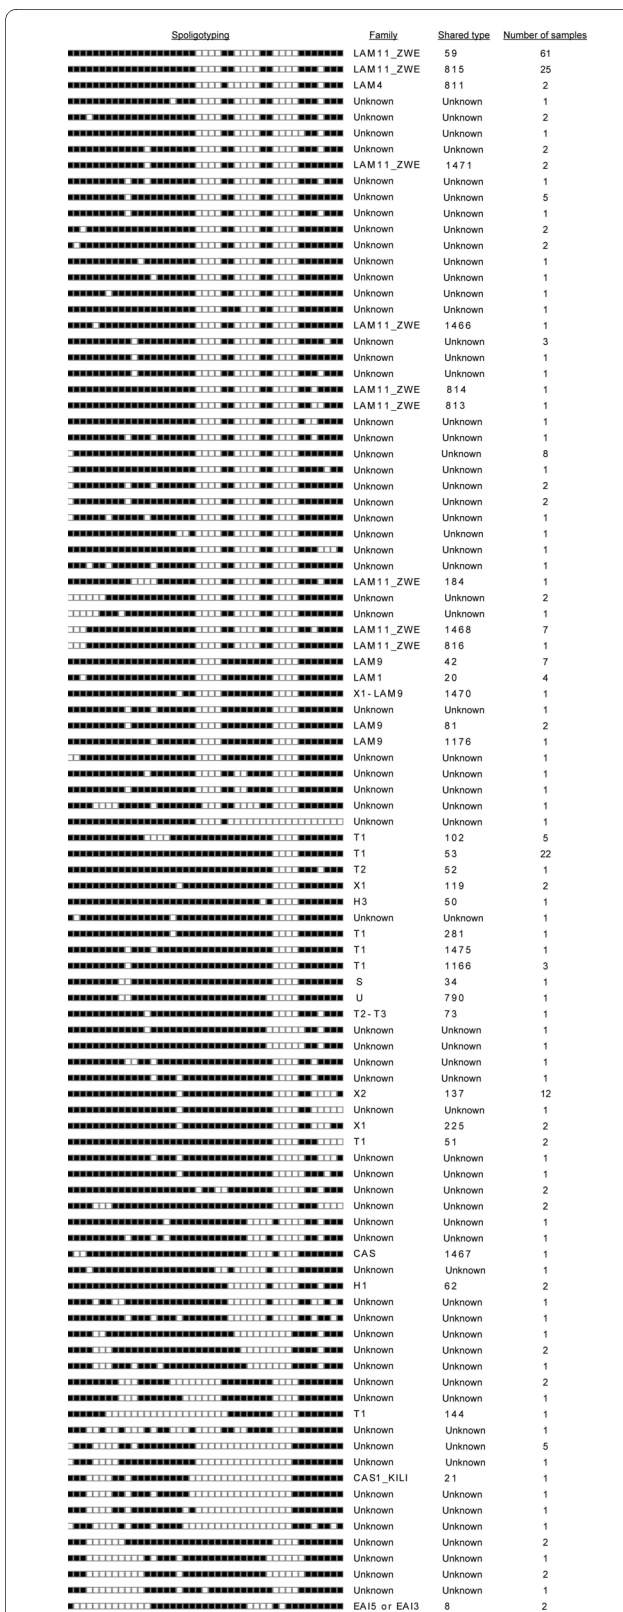 Spoligotyping Family Shared type Number of samples
LAM11_ZWE 59 61
LAM11_ZWE 815 25
LAM4 811 2
Unknown Unknown 1
Unknown Unknown 2
Unknown Unknown 1
Unknown Unknown 2
LAM11_ZWE 1471 2
Unknown Unknown 1
Unknown Unknown 5
Unknown Unknown 1
Unknown Unknown 2
Unknown Unknown 2
Unknown Unknown 1
Unknown Unknown 1
Unknown Unknown 1
Unknown Unknown 1
LAM11_ZWE 1466 1
Unknown Unknown 3
Unknown Unknown 1
Unknown Unknown 1
LAM11_ZWE 814 1
LAM11_ZWE 813 1
Unknown Unknown 1
Unknown Unknown 1
Unknown Unknown 8
Unknown Unknown 1
Unknown Unknown 2
Unknown Unknown 2
Unknown Unknown 1
Unknown Unknown 1
Unknown Unknown 1
Unknown Unknown 1
LAM11_ZWE 184 1
Unknown Unknown 2
Unknown Unknown 1
LAM11_ZWE 1468 7
LAM11_ZWE 816 1
LAM9 42 7
LAM1 20 4
X1-LAM9 1470 1
Unknown Unknown 1
LAM9 81 2
LAM9 1176 1
Unknown Unknown 1
Unknown Unknown 1
Unknown Unknown 1
Unknown Unknown 1
Unknown Unknown 1
T1 102 5
T1 53 22
T2 52 1
X1 119 2
H3 50 1
Unknown Unknown 1
T1 281 1
T1 1475 1
T1 1166 3
S 34 1
U 790 1
T2-T3 73 1
Unknown Unknown 1
Unknown Unknown 1
Unknown Unknown 1
Unknown Unknown 1
X2 137 12
Unknown Unknown 1
X1 225 2
T1 51 2
Unknown Unknown 1
Unknown Unknown 1
Unknown Unknown 2
Unknown Unknown 2
Unknown Unknown 1
Unknown Unknown 1
CAS 1467 1
Unknown Unknown 1
H1 62 2
Unknown Unknown 1
Unknown Unknown 1
Unknown Unknown 1
Unknown Unknown 2
Unknown Unknown 1
Unknown Unknown 2
Unknown Unknown 1
T1 144 1
Unknown Unknown 1
Unknown Unknown 5
Unknown Unknown 1
CAS1_KILI 21 1
Unknown Unknown 1
Unknown Unknown 1
Unknown Unknown 1
Unknown Unknown 2
Unknown Unknown 1
Unknown Unknown 2
Unknown Unknown 1
EAI5 or EAI3 8 2